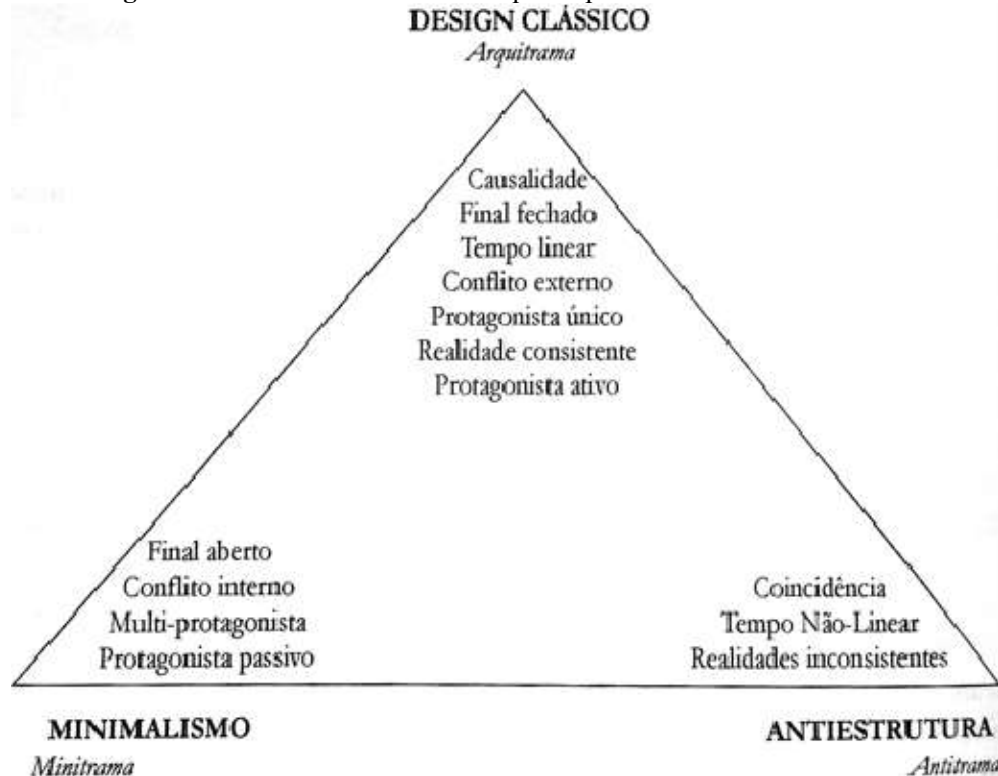 DESIGN CLÁSSICO
Arquitrama
Causalidade
Final fechado
Tempo linear
Conflito externo
Protagonista único
Realidade consistente
Protagonista ativo
Final aberto
Conflito interno
Multi-protagonista
Protagonista passivo
Coincidência
Tempo Não-Linear
Realidades inconsistentes
MINIMALISMO
Minitrama
ANTIESTRUTURA
Antitrama